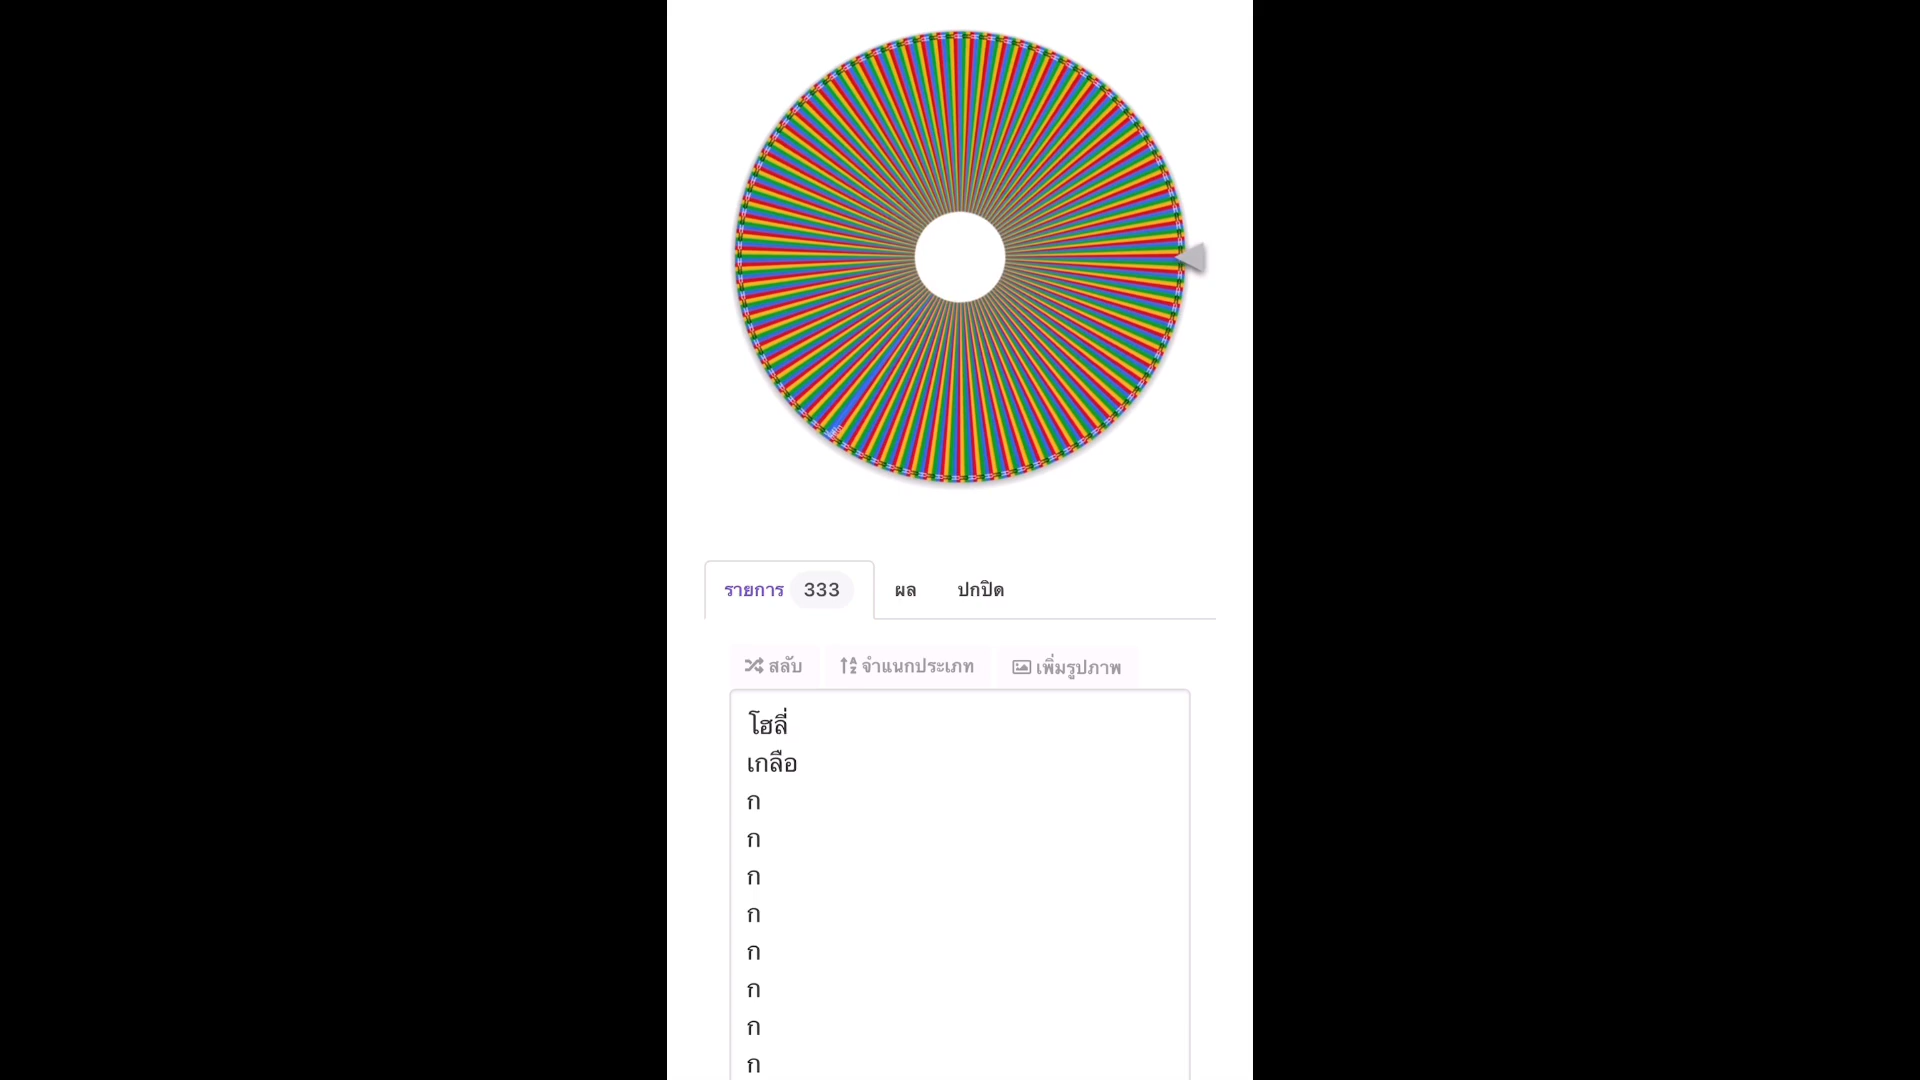 รายการ 333 ผล ปกปิด
สลับ จำแนกประเภท เพิ่มรูปภาพ
โฮลี่
เกลือ
ก
ก
ก
ก
ก
ก
ก
ก